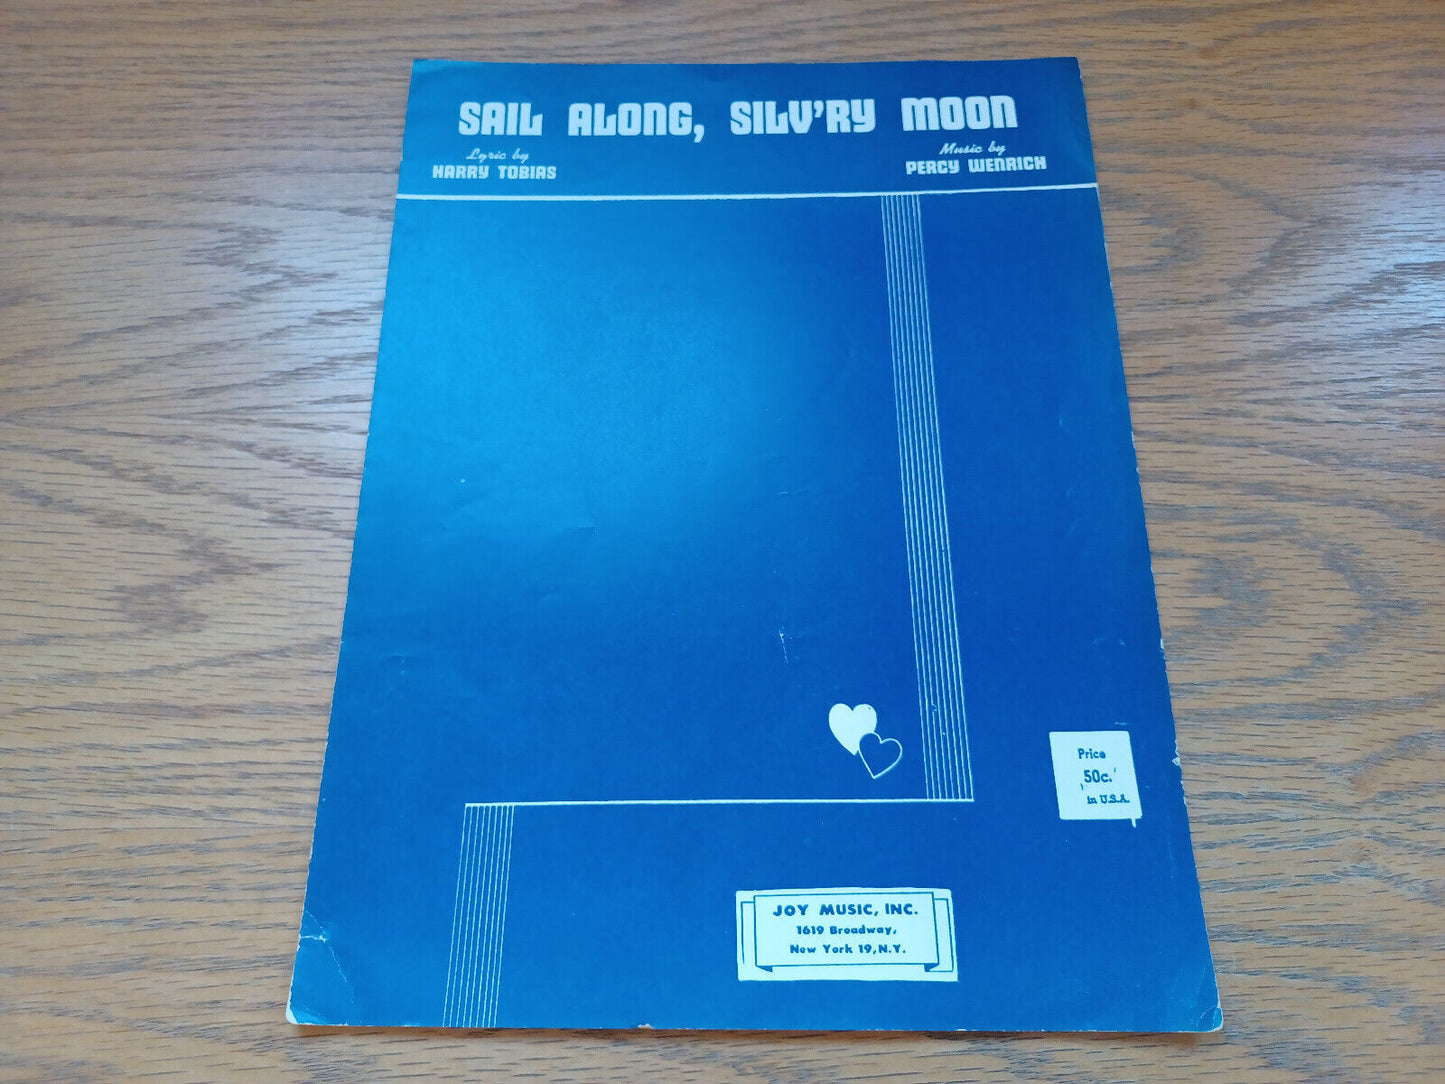 SAIL ALONG, SILV'RY MOON
Lyric by
HARRY TOBIAS
Music by
PERCY WENRICH
Price
50c.
in U.S.A.
JOY MUSIC, INC.
1619 Broadway,
New York 19, N.Y.